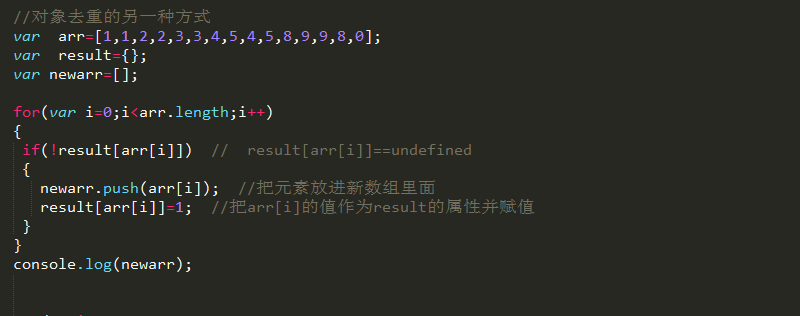 //对象去重的另一种方式
var  arr=[1,1,2,2,3,3,4,5,4,5,8,9,9,8,0];
var  result={};
var newarr=[];
for(var i=0;i<arr.length;i++)
{
if(!result[arr[i]])  //  result[arr[i]]==undefined
{
newarr.push(arr[i]);  //把元素放进新数组里面
result[arr[i]]=1;  //把arr[i]的值作为result的属性并赋值
}
}
console.log(newarr);